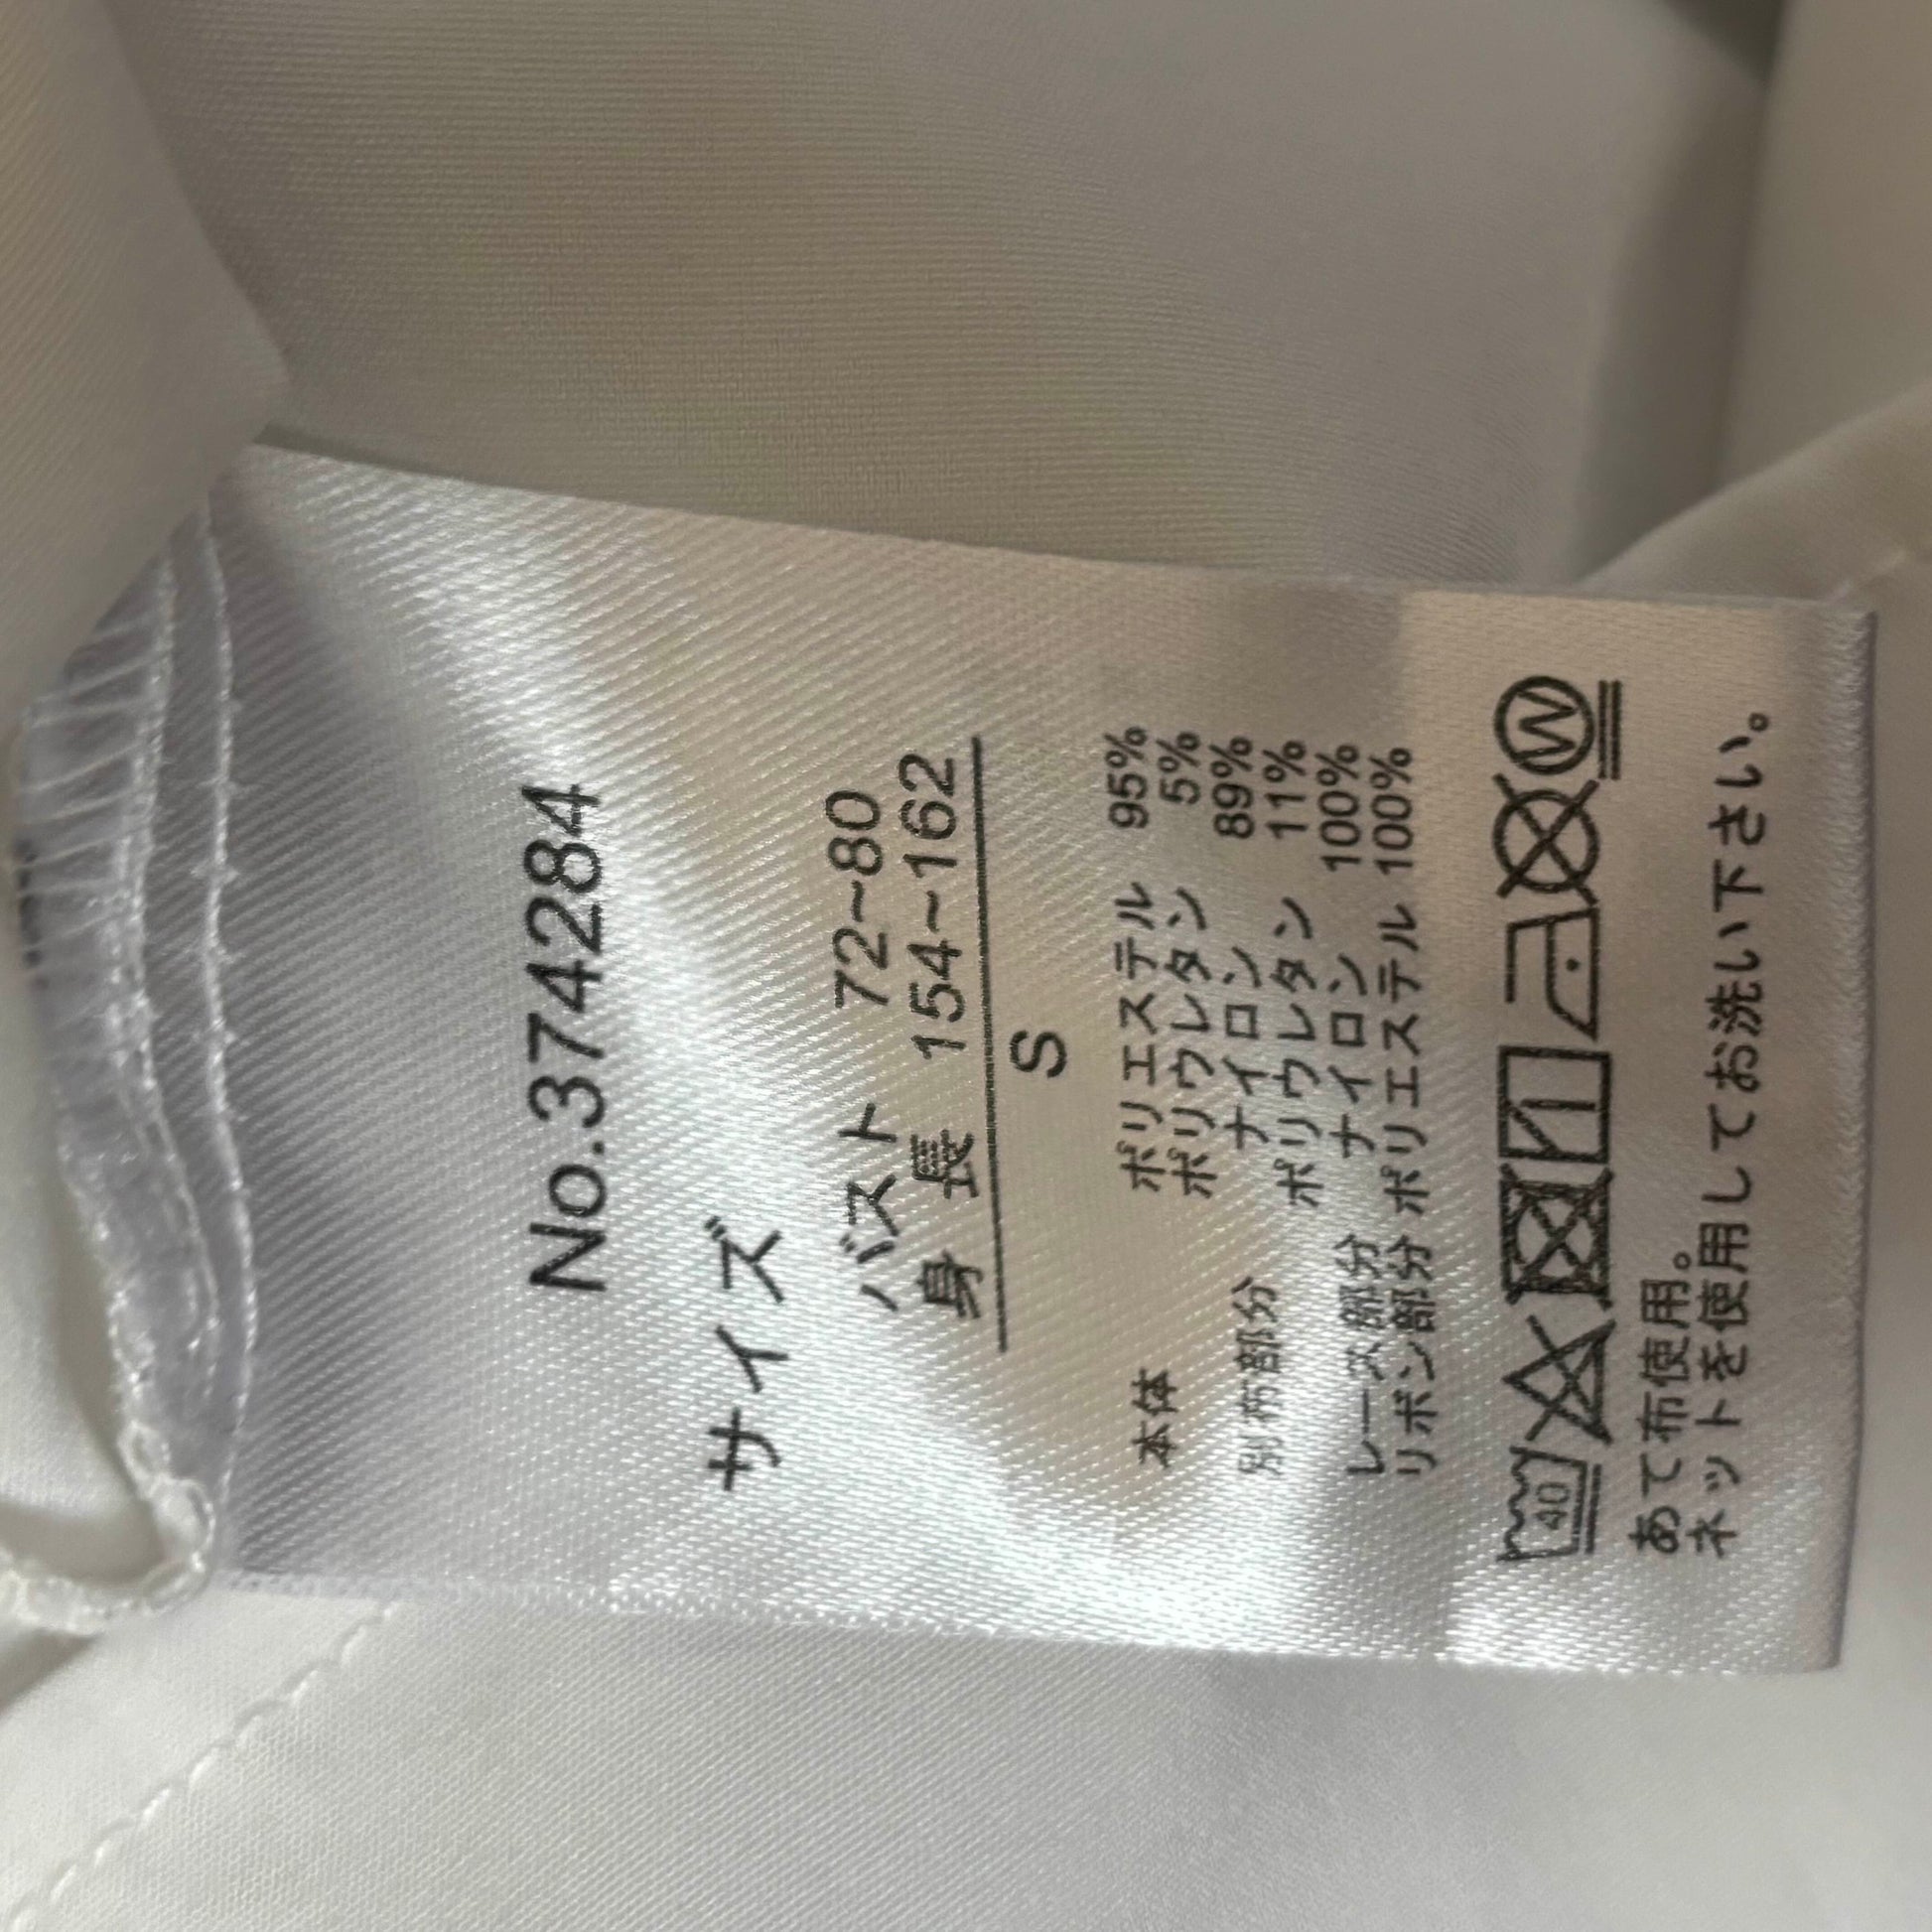 No.374284
サイズ
バスト 72~80
身 長 154~162
S
本体 ポリエステル 95%
ポリウレタン 5%
別布部分 ナイロン 89%
ポリウレタン 11%
レース部分 ナイロン 100%
リボン部分 ポリエステル 100%
40 W
あて布使用。
ネットを使用してお洗い下さい。